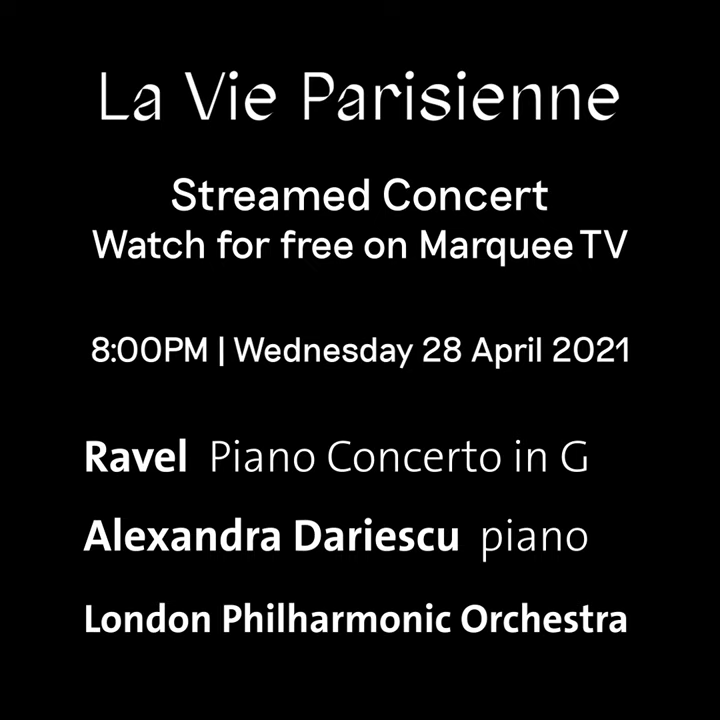 La Vie Parisienne
Streamed Concert
Watch for free on Marquee TV
8:00PM | Wednesday 28 April 2021
Ravel Piano Concerto in G
Alexandra Dariescu piano
London Philharmonic Orchestra